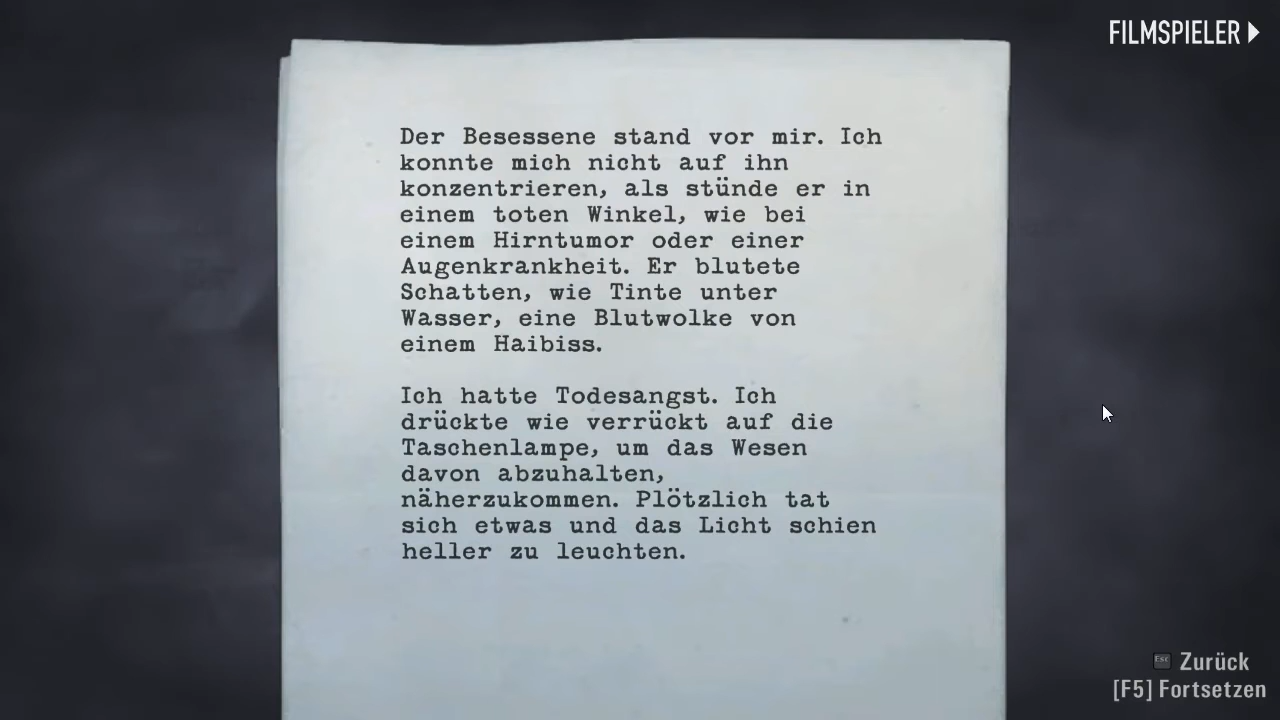 FILMSPIELER
Der Besessene stand vor mir. Ich
konnte mich nicht auf ihn
konzentrieren, als stünde er in
einem toten Winkel, wie bei
einem Hirntumor oder einer
Augenkrankheit. Er blutete
Schatten, wie Tinte unter
Wasser, eine Blutwolke von
einem Haibiss.
Ich hatte Todesangst. Ich
drückte wie verrückt auf die
Taschenlampe, um das Wesen
davon abzuhalten,
näherzukommen. Plötzlich tat
sich etwas und das Licht schien
heller zu leuchten.
Esc Zurück
[F5] Fortsetzen